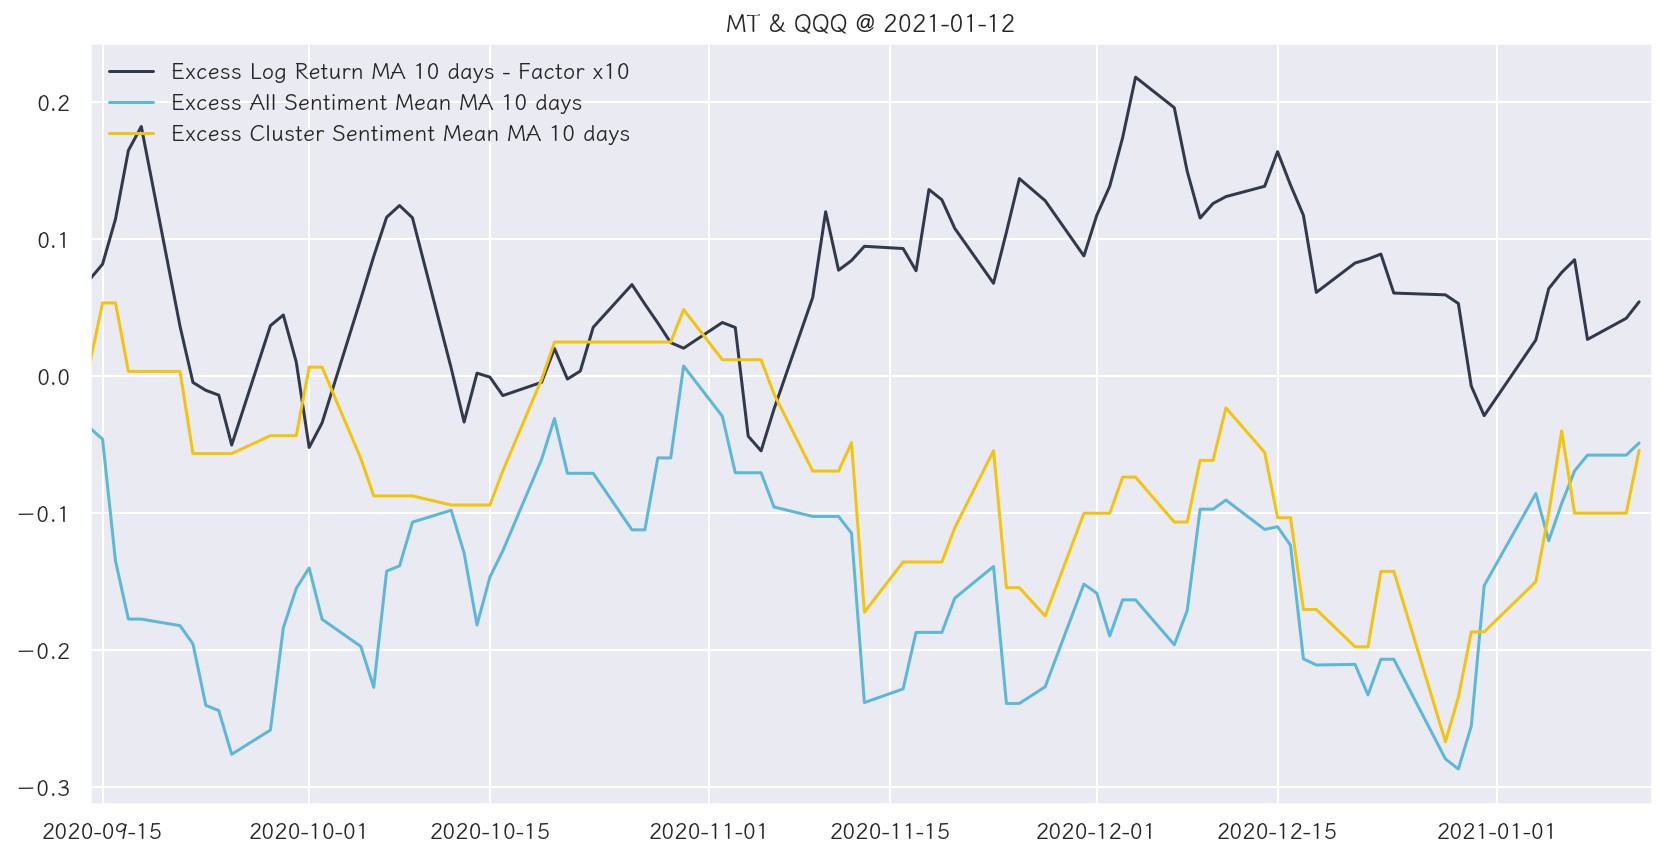 MT & QQQ @ 2021-01-12
Excess Log Return MA 10 days - Factor x10
Excess All Sentiment Mean MA 10 days
Excess Cluster Sentiment Mean MA 10 days
0.2
0.1
0.0
−0.1
−0.2
−0.3
2020-09-15 2020-10-01 2020-10-15 2020-11-01 2020-11-15 2020-12-01 2020-12-15 2021-01-01